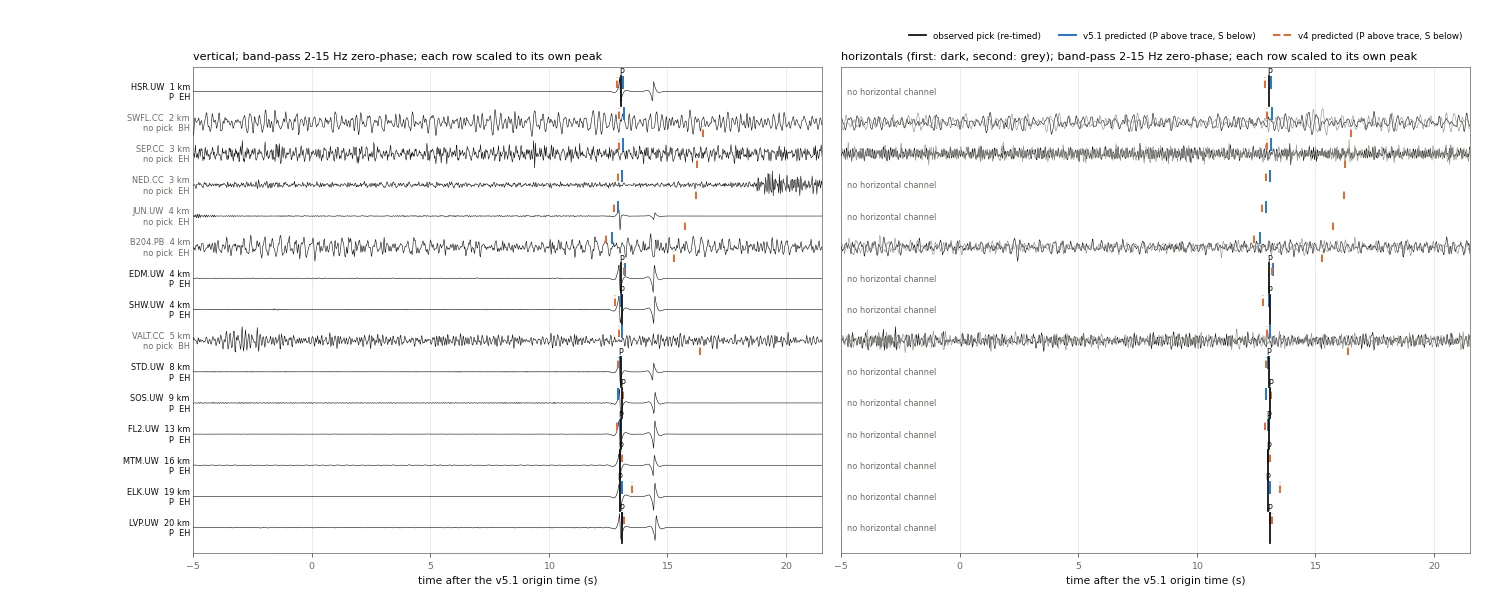 observed pick (re-timed)
v5.1 predicted (P above trace, S below)
v4 predicted (P above trace, S below)
vertical; band-pass 2-15 Hz zero-phase; each row scaled to its own peak
horizontals (first: dark, second: grey); band-pass 2-15 Hz zero-phase; each row scaled to its own peak
HSR.UW 1 km
P EH
SWFL.CC 2 km
no pick BH
SEP.CC 3 km
no pick EH
NED.CC 3 km
no pick EH
JUN.UW 4 km
no pick EH
B204.PB 4 km
no pick EH
EDM.UW 4 km
P EH
SHW.UW 4 km
P EH
VALT.CC 5 km
no pick BH
STD.UW 8 km
P EH
SOS.UW 9 km
P EH
FL2.UW 13 km
P EH
MTM.UW 16 km
P EH
ELK.UW 19 km
P EH
LVP.UW 20 km
P EH
P
P
P
P
P
P
P
P
P
no horizontal channel
no horizontal channel
no horizontal channel
no horizontal channel
no horizontal channel
no horizontal channel
no horizontal channel
no horizontal channel
no horizontal channel
no horizontal channel
no horizontal channel
P
P
P
P
P
P
P
P
P
−5 0 5 10 15 20
time after the v5.1 origin time (s)
−5 0 5 10 15 20
time after the v5.1 origin time (s)